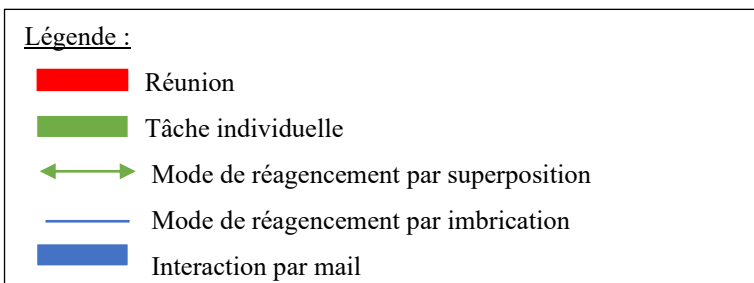 Légende :
Réunion
Tâche individuelle
Mode de réagencement par superposition
Mode de réagencement par imbrication
Interaction par mail